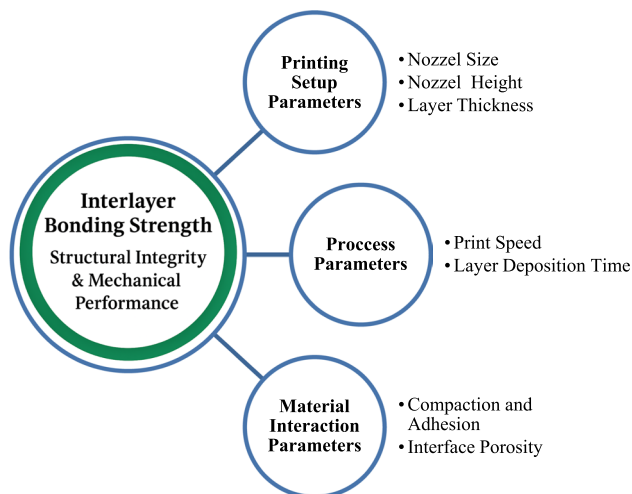 Interlayer
Bonding Strength
Structural Integrity
& Mechanical
Performance
Printing
Setup
Parameters
• Nozzel Size
• Nozzel Height
• Layer Thickness
Proccess
Parameters
• Print Speed
• Layer Deposition Time
Material
Interaction
Parameters
• Compaction and
Adhesion
• Interface Porosity